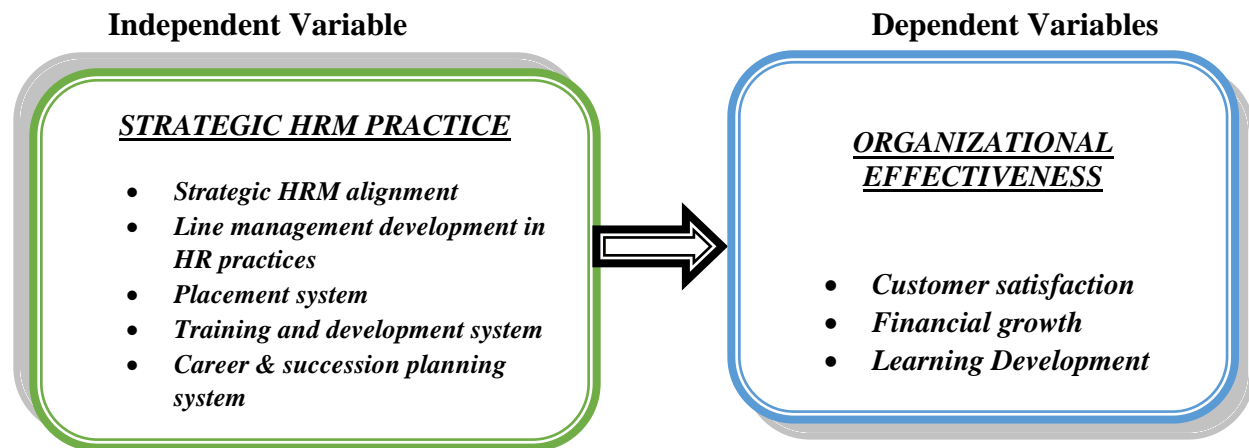 Independent Variable
STRATEGIC HRM PRACTICE
• Strategic HRM alignment
• Line management development in
HR practices
• Placement system
• Training and development system
• Career & succession planning
system
Dependent Variables
ORGANIZATIONAL
EFFECTIVENESS
• Customer satisfaction
• Financial growth
• Learning Development